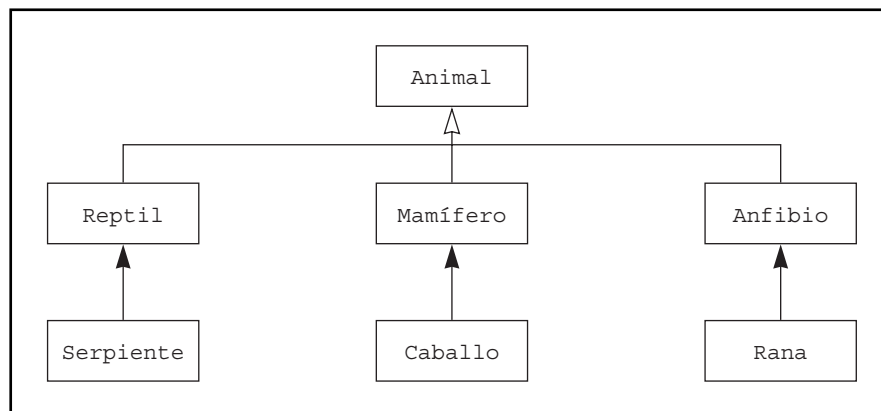 Animal
Reptil
Mamífero
Anfibio
Serpiente
Caballo
Rana